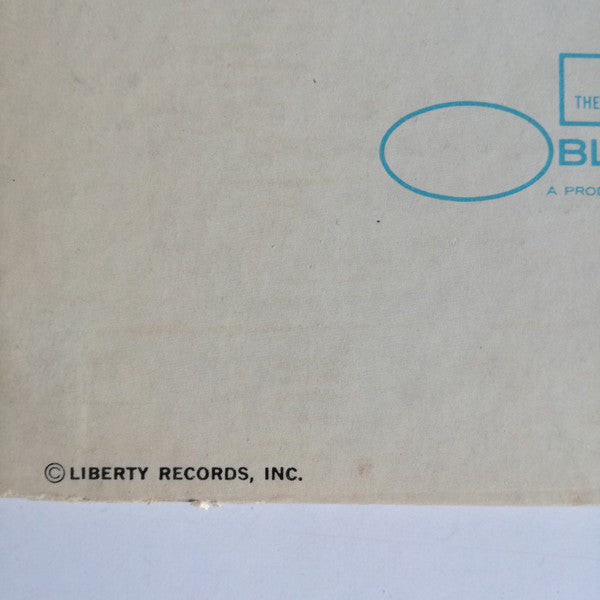 THE
BL
A PROD
© LIBERTY RECORDS, INC.